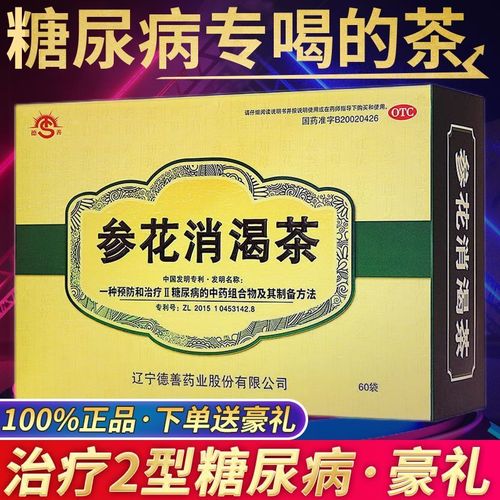 糖尿病专喝的茶
德善
请仔细阅读说明书并按说明使用或在药师指导下购买和使用。
OTC
国药准字B20020426
参花消渴茶
中国发明专利·发明名称:
一种预防和治疗Ⅱ糖尿病的中药组合物及其制备方法
专利号: ZL 2015 1 0453142.8
辽宁德善药业股份有限公司
60袋
参花消渴茶
100%正品·下单送豪礼
治疗2型糖尿病·豪礼